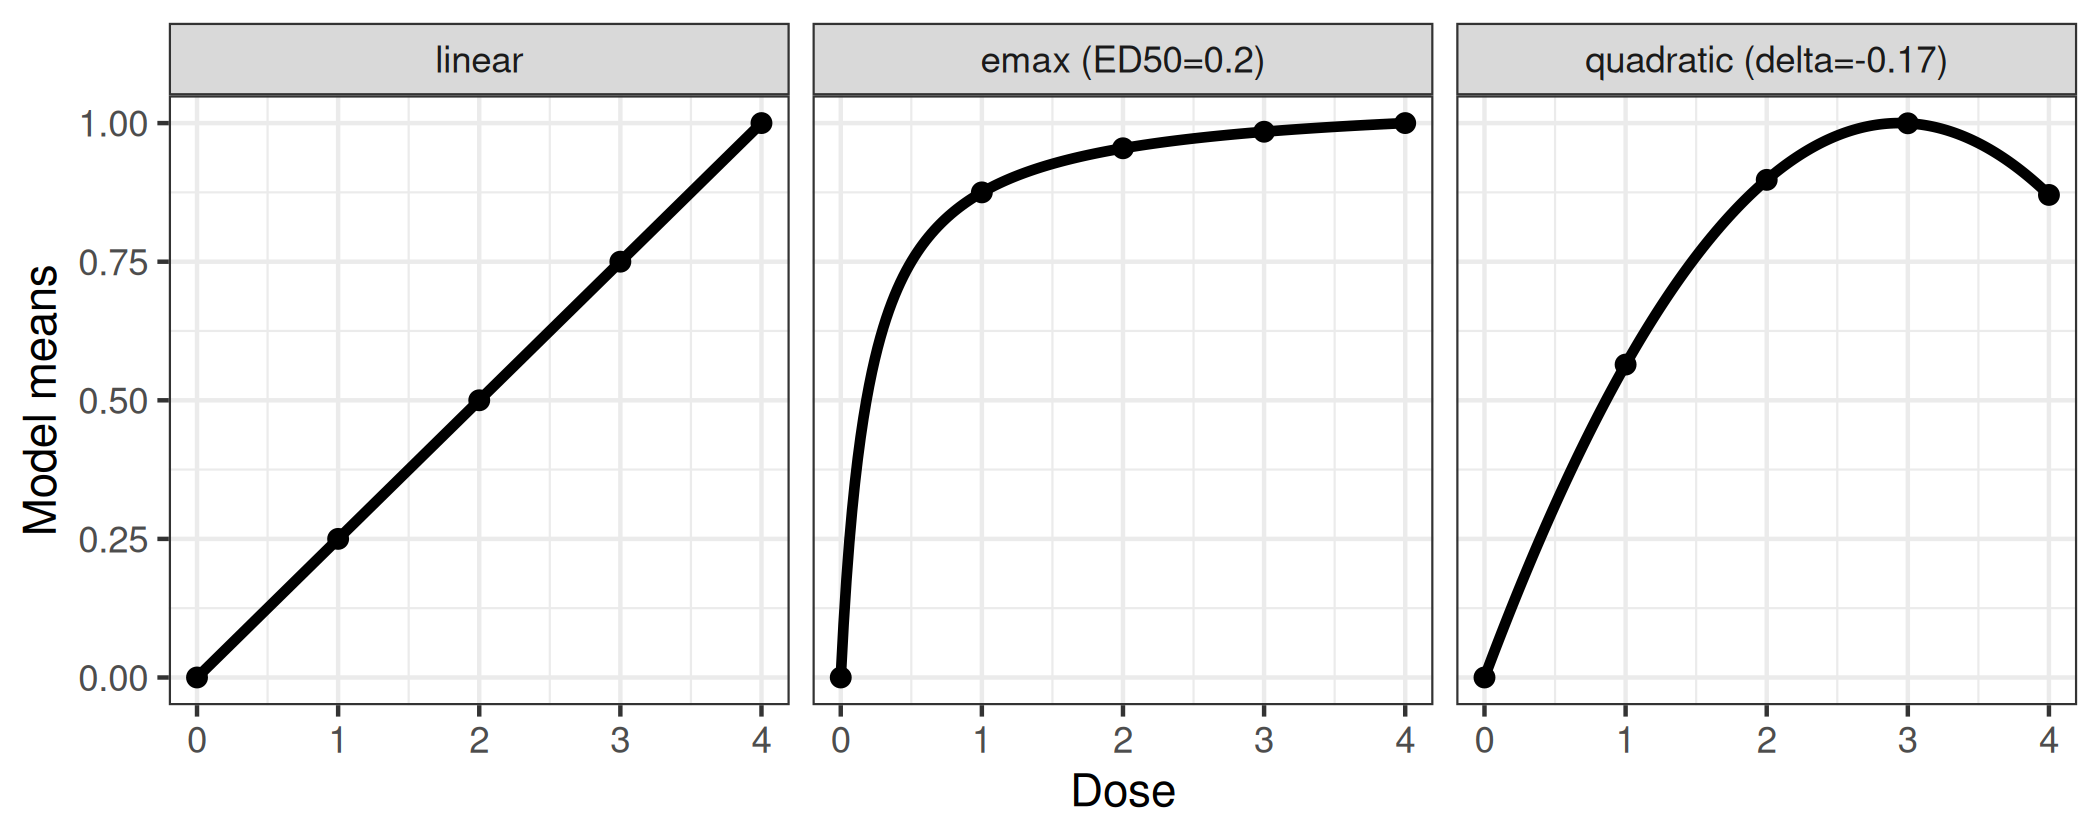 linear
emax (ED50=0.2)
quadratic (delta=-0.17)
Model means
1.00
0.75
0.50
0.25
0.00
0 1 2 3 4
0 1 2 3 4
0 1 2 3 4
Dose